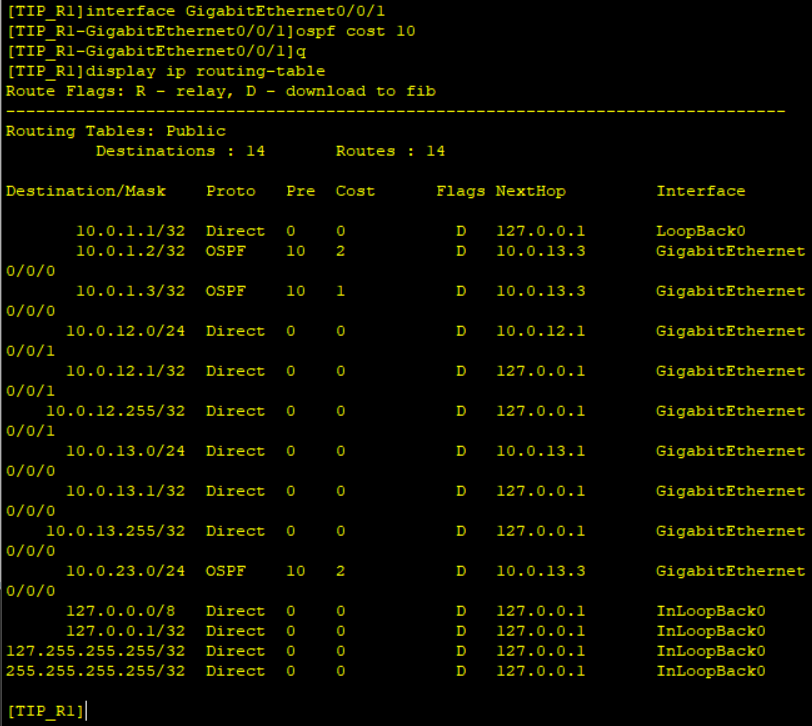 [TIP_R1]interface GigabitEthernet0/0/1
[TIP_R1-GigabitEthernet0/0/1]ospf cost 10
[TIP_R1-GigabitEthernet0/0/1]q
[TIP_R1]display ip routing-table
Route Flags: R - relay, D - download to fib
------------------------------------------------------------------------------
Routing Tables: Public
         Destinations : 14       Routes : 14

Destination/Mask    Proto   Pre  Cost      Flags NextHop         Interface

       10.0.1.1/32  Direct  0    0           D   127.0.0.1       LoopBack0
       10.0.1.2/32  OSPF    10   2           D   10.0.13.3       GigabitEthernet
0/0/0
       10.0.1.3/32  OSPF    10   1           D   10.0.13.3       GigabitEthernet
0/0/0
      10.0.12.0/24  Direct  0    0           D   10.0.12.1       GigabitEthernet
0/0/1
      10.0.12.1/32  Direct  0    0           D   127.0.0.1       GigabitEthernet
0/0/1
    10.0.12.255/32  Direct  0    0           D   127.0.0.1       GigabitEthernet
0/0/1
      10.0.13.0/24  Direct  0    0           D   10.0.13.1       GigabitEthernet
0/0/0
      10.0.13.1/32  Direct  0    0           D   127.0.0.1       GigabitEthernet
0/0/0
    10.0.13.255/32  Direct  0    0           D   127.0.0.1       GigabitEthernet
0/0/0
      10.0.23.0/24  OSPF    10   2           D   10.0.13.3       GigabitEthernet
0/0/0
      127.0.0.0/8   Direct  0    0           D   127.0.0.1       InLoopBack0
      127.0.0.1/32  Direct  0    0           D   127.0.0.1       InLoopBack0
127.255.255.255/32  Direct  0    0           D   127.0.0.1       InLoopBack0
255.255.255.255/32  Direct  0    0           D   127.0.0.1       InLoopBack0

[TIP_R1]